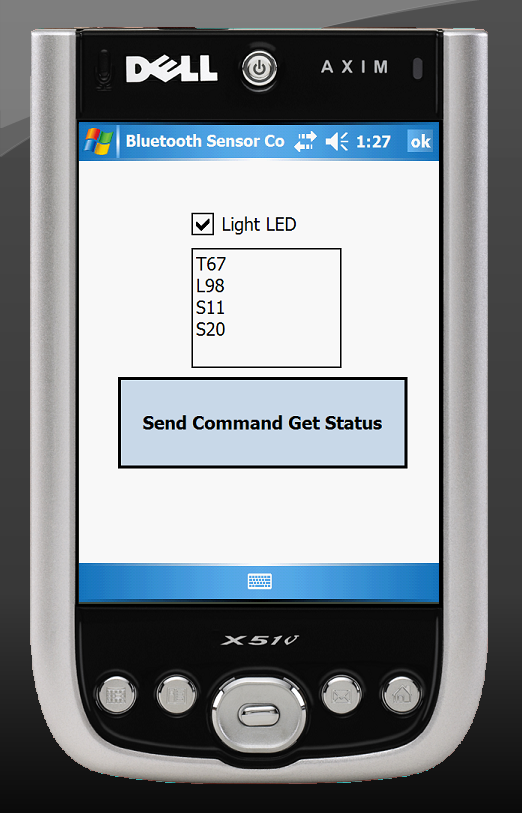 DELL
AXIM
Bluetooth Sensor Co
1:27
ok
Light LED
T67
L98
S11
S20
Send Command Get Status
X51v